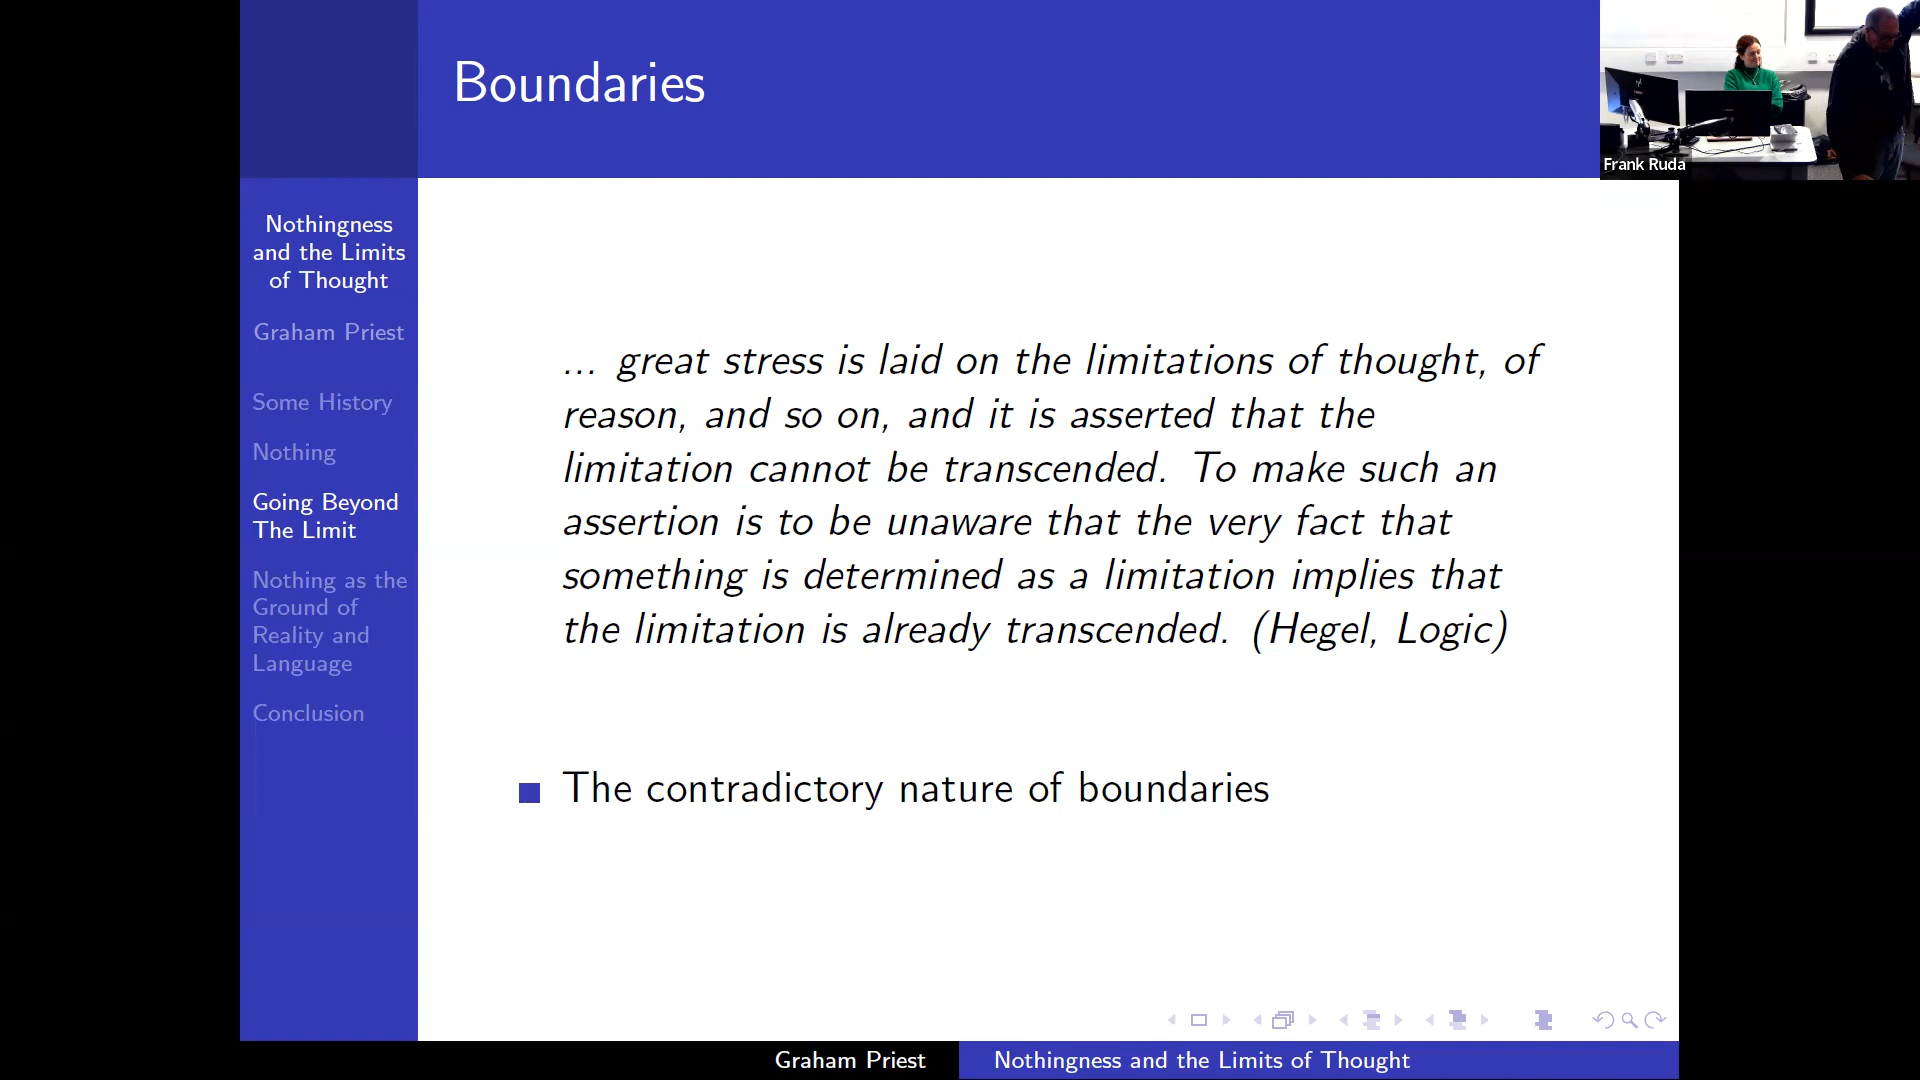 Boundaries
Frank Ruda
Nothingness
and the Limits
of Thought
Graham Priest
Some History
Nothing
Going Beyond
The Limit
Nothing as the
Ground of
Reality and
Language
Conclusion
... great stress is laid on the limitations of thought, of
reason, and so on, and it is asserted that the
limitation cannot be transcended. To make such an
assertion is to be unaware that the very fact that
something is determined as a limitation implies that
the limitation is already transcended. (Hegel, Logic)
The contradictory nature of boundaries
Graham Priest
Nothingness and the Limits of Thought